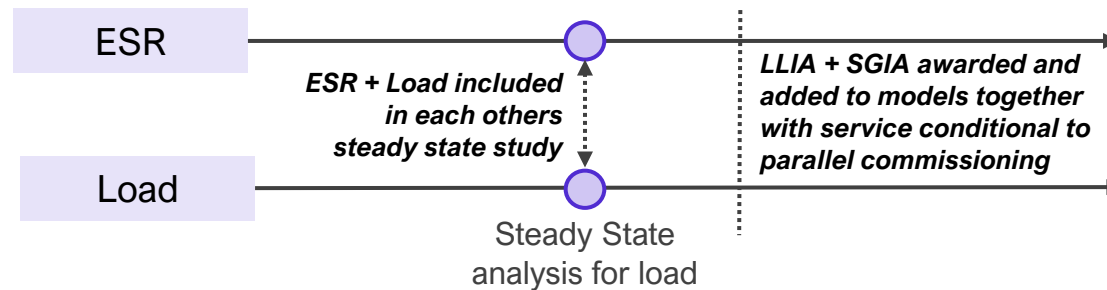 ESR
ESR + Load included
in each others
steady state study
LLIA + SGIA awarded and
added to models together
with service conditional to
parallel commissioning
Load
Steady State
analysis for load